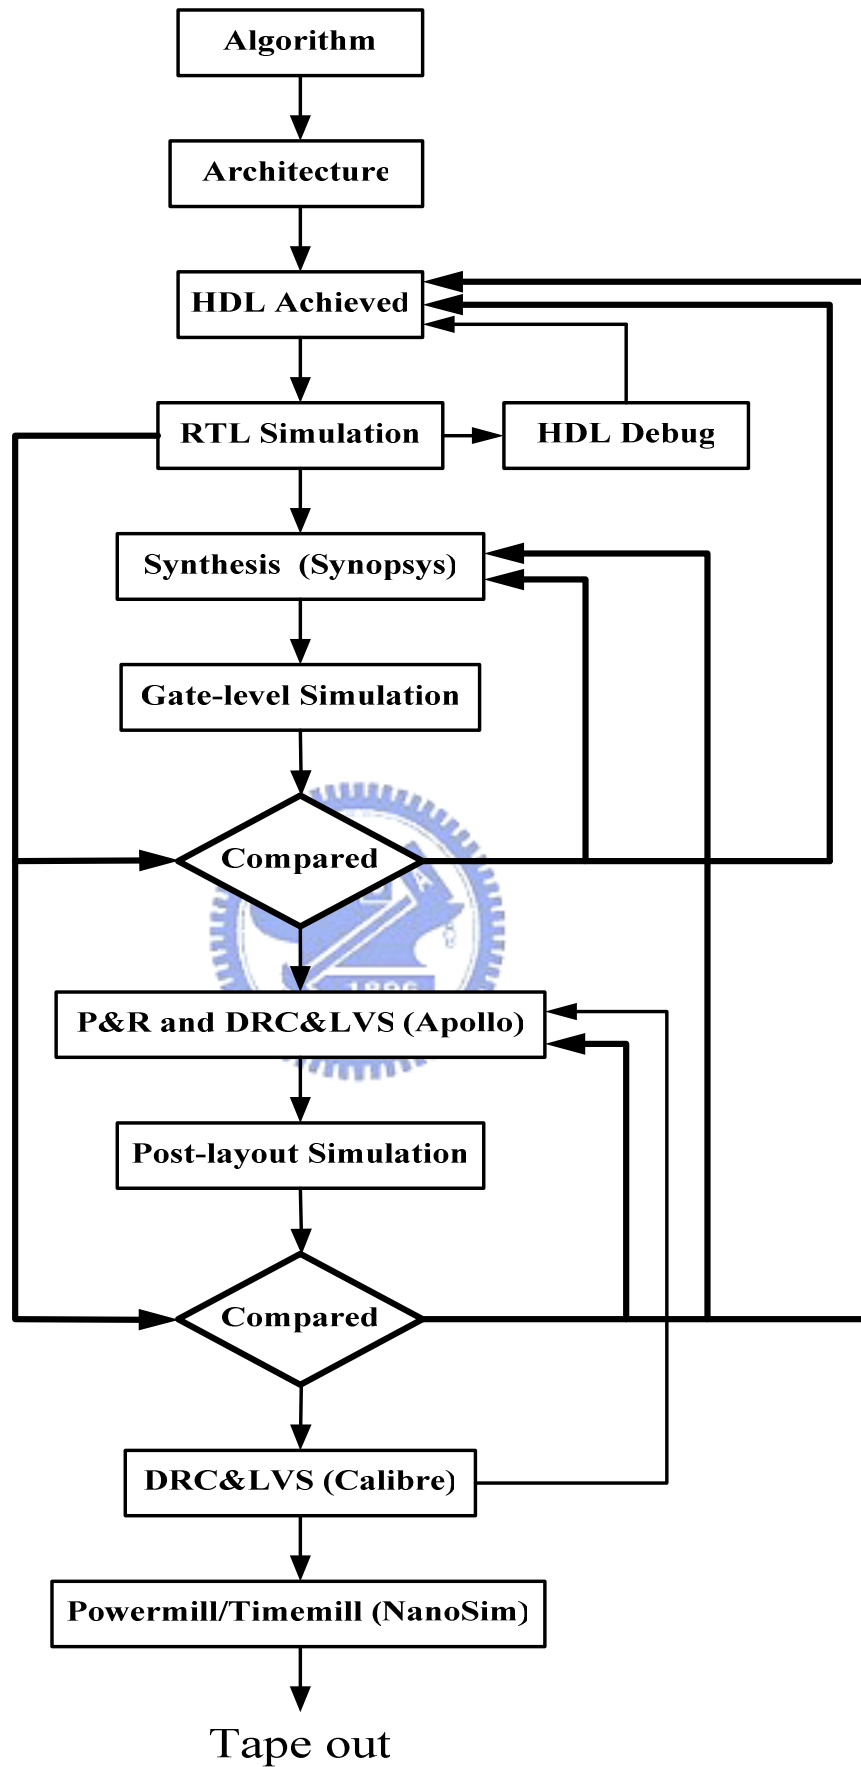 Algorithm
Architecture
HDL Achieved
RTL Simulation
HDL Debug
Synthesis (Synopsys)
Gate-level Simulation
Compared
A
1896
P&R and DRC&LVS (Apollo)
Post-layout Simulation
Compared
DRC&LVS (Calibre)
Powermill/Timemill (NanoSim)
Tape out